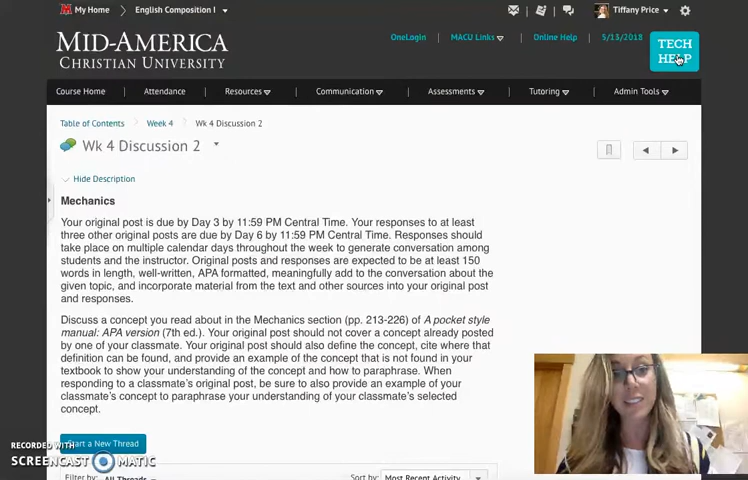 My Home
English Composition I
Tiffany Price
MID-AMERICA
CHRISTIAN UNIVERSITY
OneLogin
MACU Links
Online Help
5/13/2018
TECH
HELP
Course Home
Attendance
Resources
Communication
Assessments
Tutoring
Admin Tools
Table of Contents
Week 4
Wk 4 Discussion 2
Wk 4 Discussion 2
Hide Description
Mechanics
Your original post is due by Day 3 by 11:59 PM Central Time. Your responses to at least
three other original posts are due by Day 6 by 11:59 PM Central Time. Responses should
take place on multiple calendar days throughout the week to generate conversation among
students and the instructor. Original posts and responses are expected to be at least 150
words in length, well-written, APA formatted, meaningfully add to the conversation about the
given topic, and incorporate material from the text and other sources into your original post
and responses.
Discuss a concept you read about in the Mechanics section (pp. 213-226) of A pocket style
manual: APA version (7th ed.). Your original post should not cover a concept already posted
by one of your classmate. Your original post should also define the concept, cite where that
definition can be found, and provide an example of the concept that is not found in your
textbook to show your understanding of the concept and how to paraphrase. When
responding to a classmate's original post, be sure to also provide an example of your
classmate's concept to paraphrase your understanding of your classmate's selected
concept.
Start a New Thread
RECORDED WITH
SCREENCAST MATIC
Filter by: All Threads
Sort by: Most Recent Activity